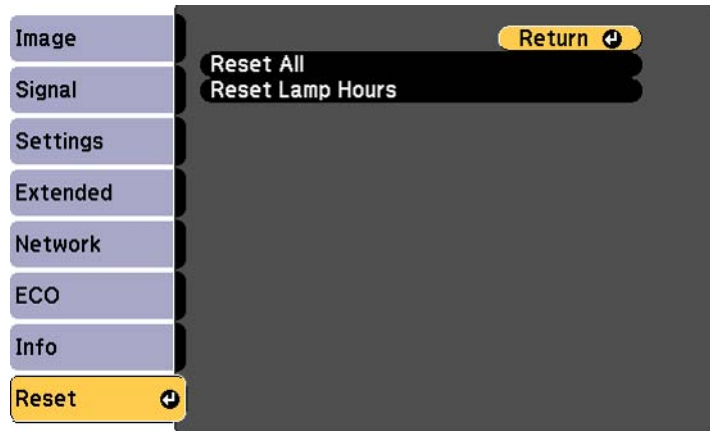 Image
Signal
Settings
Extended
Network
ECO
Info
Reset
Return
Reset All
Reset Lamp Hours